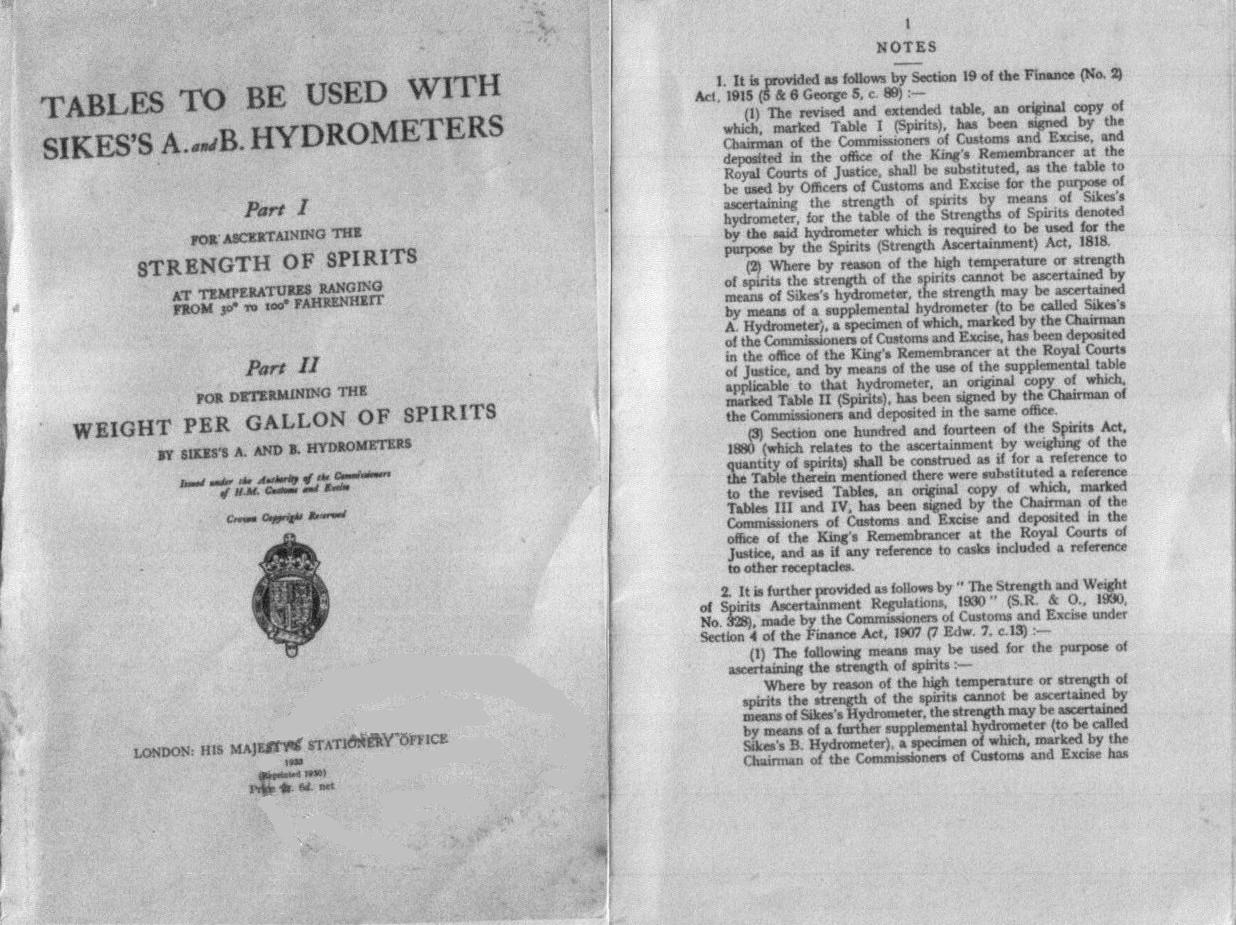 TABLES TO BE USED WITH
SIKES'S A. and B. HYDROMETERS
Part I
FOR ASCERTAINING THE
STRENGTH OF SPIRITS
AT TEMPERATURES RANGING
FROM 30° TO 100° FAHRENHEIT
Part II
FOR DETERMINING THE
WEIGHT PER GALLON OF SPIRITS
BY SIKES'S A. AND B. HYDROMETERS
Issued under the Authority of the Commissioners
of H.M. Customs and Excise
Crown Copyright Reserved
LONDON: HIS MAJESTY'S STATIONERY OFFICE
(Reprinted 1950)
Price 6d. net
1
NOTES
1. It is provided as follows by Section 19 of the Finance (No. 2)
Act, 1915 (5 & 6 George 5, c. 89) :—
(1) The revised and extended table, an original copy of
which, marked Table I (Spirits), has been signed by the
Chairman of the Commissioners of Customs and Excise, and
deposited in the office of the King's Remembrancer at the
Royal Courts of Justice, shall be substituted, as the table to
be used by Officers of Customs and Excise for the purpose of
ascertaining the strength of spirits by means of Sikes's
hydrometer, for the table of the Strengths of Spirits denoted
by the said hydrometer which is required to be used for the
purpose by the Spirits (Strength Ascertainment) Act, 1818.
(2) Where by reason of the high temperature or strength
of spirits the strength of the spirits cannot be ascertained by
means of Sikes's hydrometer, the strength may be ascertained
by means of a supplemental hydrometer (to be called Sikes's
A. Hydrometer), a specimen of which, marked by the Chairman
of the Commissioners of Customs and Excise, has been deposited
in the office of the King's Remembrancer at the Royal Courts
of Justice, and by means of the use of the supplemental table
applicable to that hydrometer, an original copy of which,
marked Table II (Spirits), has been signed by the Chairman of
the Commissioners and deposited in the same office.
(3) Section one hundred and fourteen of the Spirits Act,
1880 (which relates to the ascertainment by weighing of the
quantity of spirits) shall be construed as if for a reference to
the Table therein mentioned there were substituted a reference
to the revised Tables, an original copy of which, marked
Tables III and IV, has been signed by the Chairman of the
Commissioners of Customs and Excise and deposited in the
office of the King's Remembrancer at the Royal Courts of
Justice, and as if any reference to casks included a reference
to other receptacles.
2. It is further provided as follows by " The Strength and Weight
of Spirits Ascertainment Regulations, 1930 " (S.R. & O., 1930,
No. 328), made by the Commissioners of Customs and Excise under
Section 4 of the Finance Act, 1907 (7 Edw. 7. c.13) :—
(1) The following means may be used for the purpose of
ascertaining the strength of spirits :—
Where by reason of the high temperature or strength of
spirits the strength of the spirits cannot be ascertained by
means of Sikes's Hydrometer, the strength may be ascertained
by means of a further supplemental hydrometer (to be called
Sikes's B. Hydrometer), a specimen of which, marked by the
Chairman of the Commissioners of Customs and Excise has